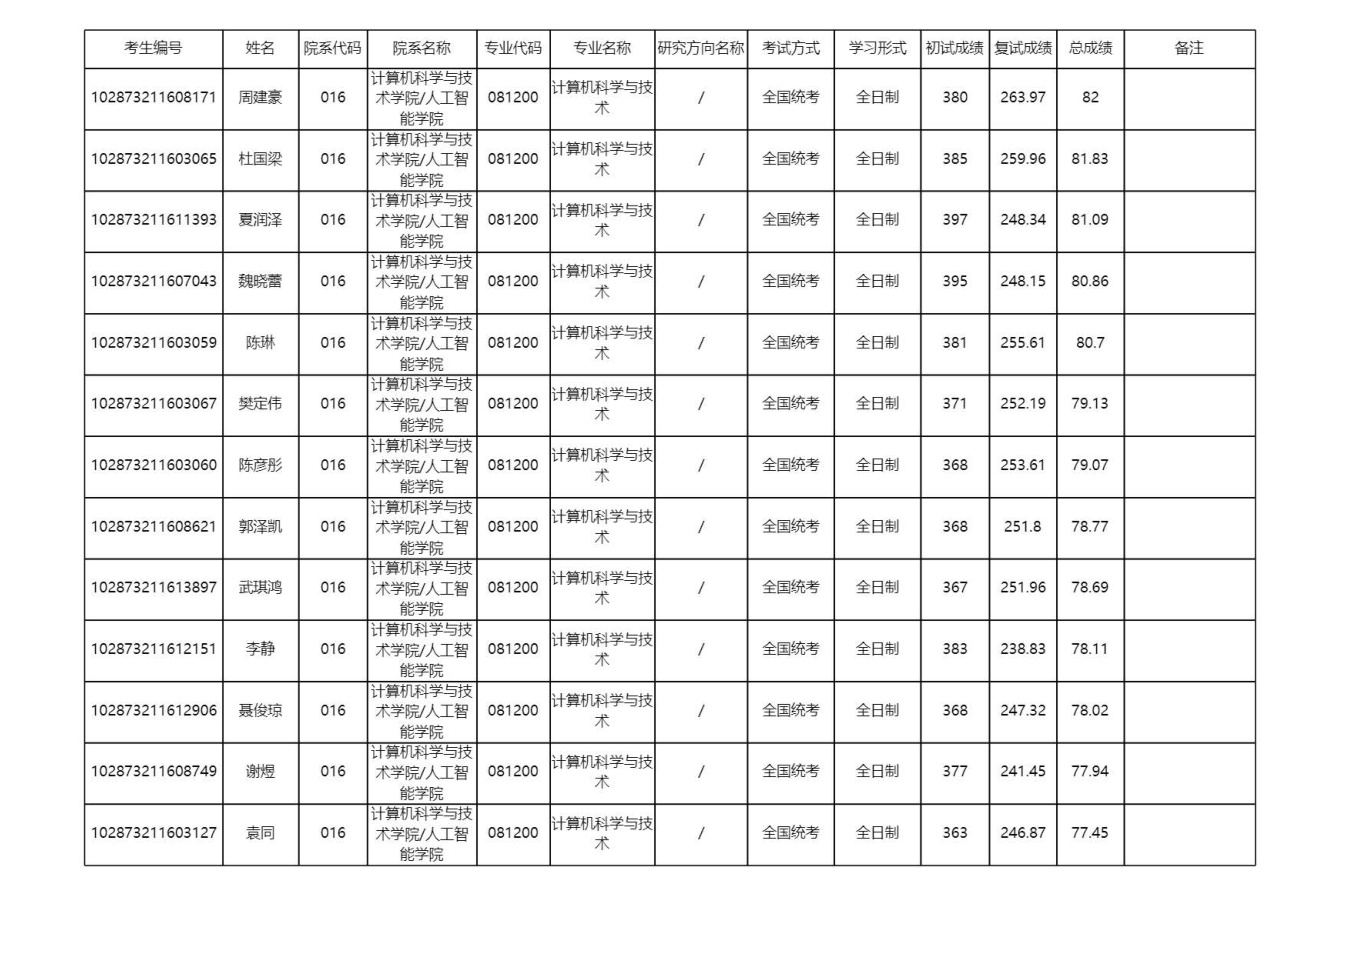 考生编号 姓名 院系代码 院系名称 专业代码 专业名称 研究方向名称 考试方式 学习形式 初试成绩 复试成绩 总成绩 备注
102873211608171 周建豪 016 计算机科学与技术学院/人工智能学院 081200 计算机科学与技术 / 全国统考 全日制 380 263.97 82
102873211603065 杜国梁 016 计算机科学与技术学院/人工智能学院 081200 计算机科学与技术 / 全国统考 全日制 385 259.96 81.83
102873211611393 夏润泽 016 计算机科学与技术学院/人工智能学院 081200 计算机科学与技术 / 全国统考 全日制 397 248.34 81.09
102873211607043 魏晓蕾 016 计算机科学与技术学院/人工智能学院 081200 计算机科学与技术 / 全国统考 全日制 395 248.15 80.86
102873211603059 陈琳 016 计算机科学与技术学院/人工智能学院 081200 计算机科学与技术 / 全国统考 全日制 381 255.61 80.7
102873211603067 樊定伟 016 计算机科学与技术学院/人工智能学院 081200 计算机科学与技术 / 全国统考 全日制 371 252.19 79.13
102873211603060 陈彦彤 016 计算机科学与技术学院/人工智能学院 081200 计算机科学与技术 / 全国统考 全日制 368 253.61 79.07
102873211608621 郭泽凯 016 计算机科学与技术学院/人工智能学院 081200 计算机科学与技术 / 全国统考 全日制 368 251.8 78.77
102873211613897 武琪鸿 016 计算机科学与技术学院/人工智能学院 081200 计算机科学与技术 / 全国统考 全日制 367 251.96 78.69
102873211612151 李静 016 计算机科学与技术学院/人工智能学院 081200 计算机科学与技术 / 全国统考 全日制 383 238.83 78.11
102873211612906 聂俊琼 016 计算机科学与技术学院/人工智能学院 081200 计算机科学与技术 / 全国统考 全日制 368 247.32 78.02
102873211608749 谢煜 016 计算机科学与技术学院/人工智能学院 081200 计算机科学与技术 / 全国统考 全日制 377 241.45 77.94
102873211603127 袁同 016 计算机科学与技术学院/人工智能学院 081200 计算机科学与技术 / 全国统考 全日制 363 246.87 77.45